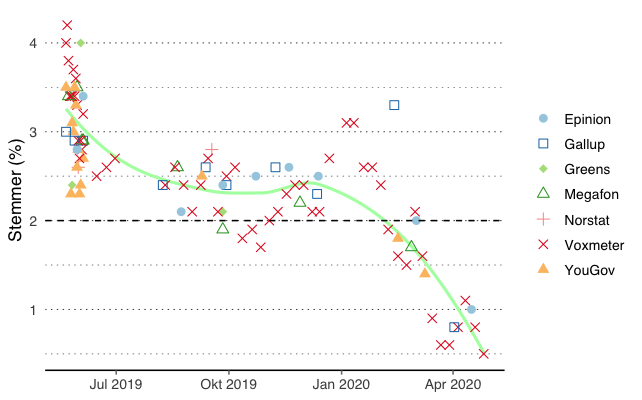 4
3
2
1
Stemmer (%)
Jul 2019
Okt 2019
Jan 2020
Apr 2020
Epinion
Gallup
Greens
Megafon
Norstat
Voxmeter
YouGov